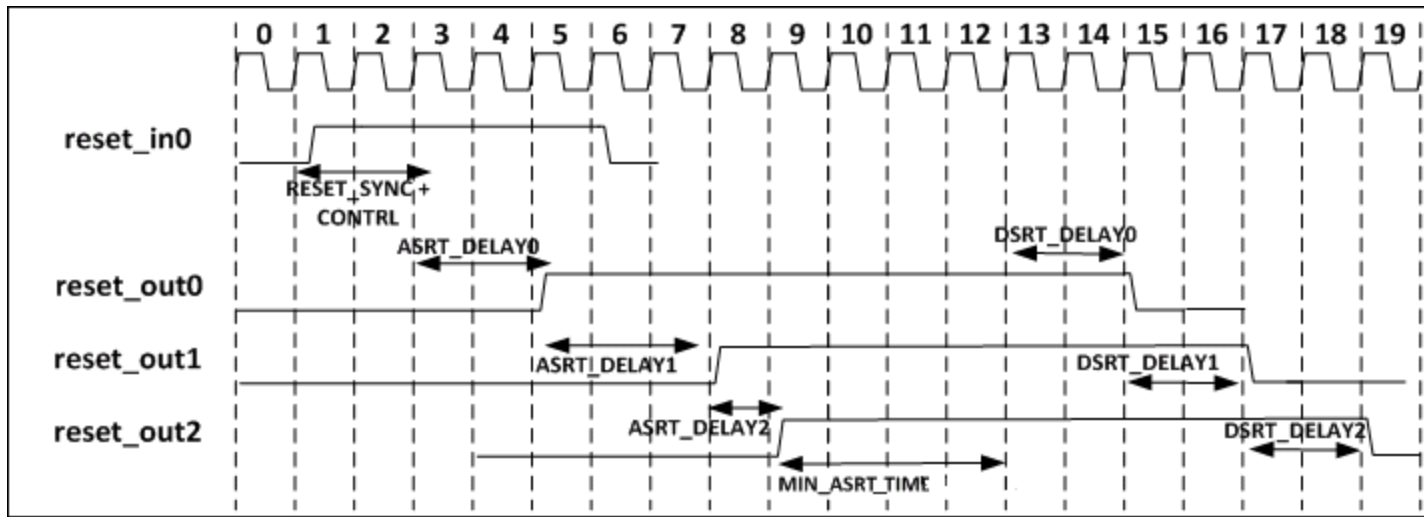 0 1 2 3 4 5 6 7 8 9 10 11 12 13 14 15 16 17 18 19
reset_in0
RESET_SYNC +
CONTRL
ASRT_DELAY0
DSRT_DELAY0
reset_out0
reset_out1
ASRT_DELAY1
DSRT_DELAY1
reset_out2
ASRT_DELAY2
DSRT_DELAY2
MIN_ASRT_TIME